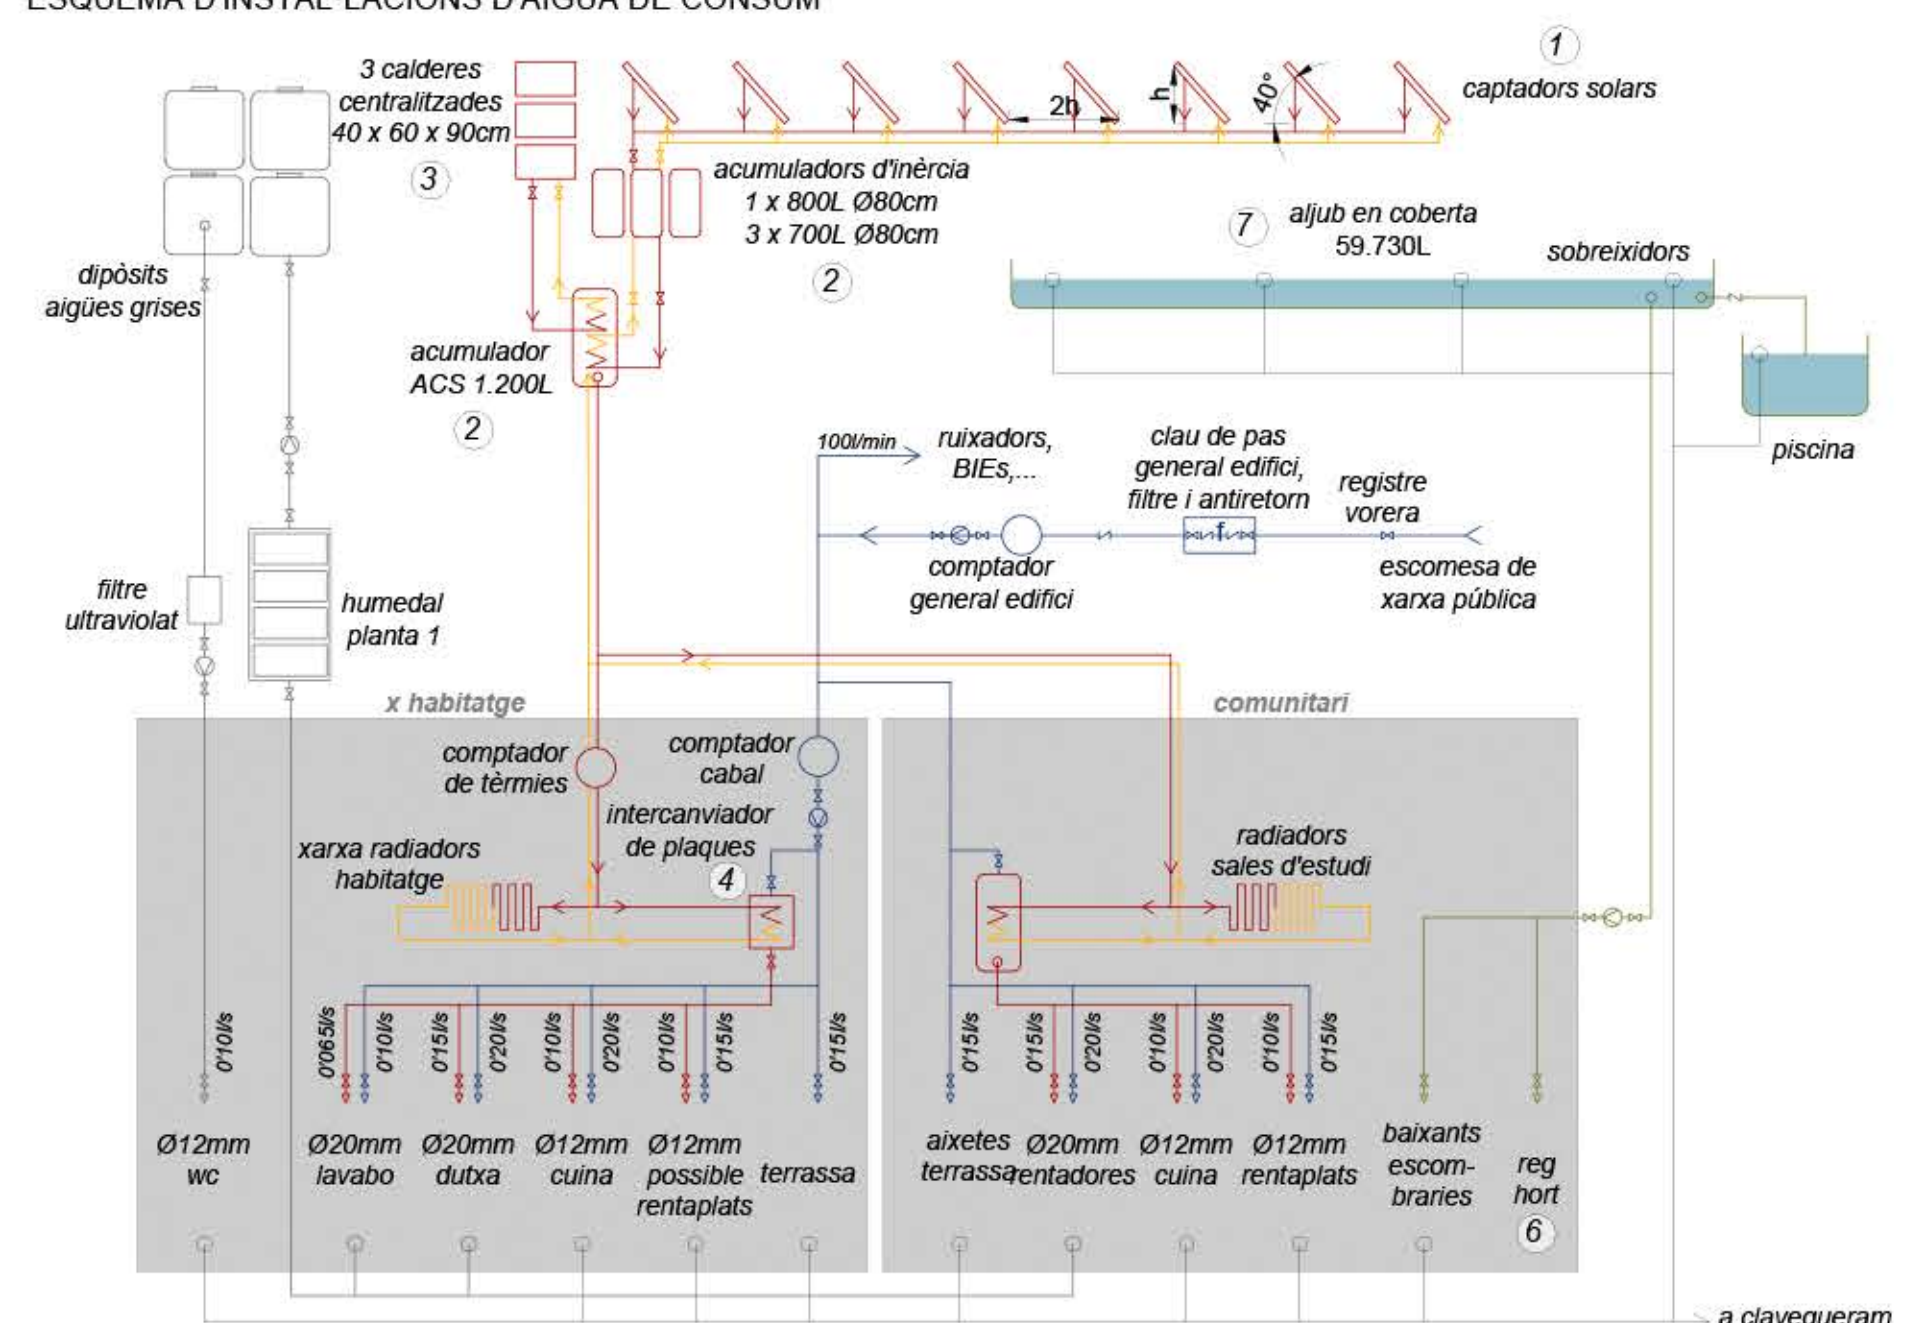 ESQUEMA D'INSTAL·LACIONS D'AIGUA DE CONSUM
3 calderes
centralitzades
40 x 60 x 90cm
3
2h
h
40°
1
captadors solars
acumuladors d'inèrcia
1 x 800L Ø80cm
3 x 700L Ø80cm
2
7
aljub en coberta
59.730L
sobreixidors
dipòsits
aigües grises
acumulador
ACS 1.200L
2
piscina
100l/min
ruixadors,
BIEs,...
clau de pas
general edifici,
filtre i antiretorn
registre
vorera
f
comptador
general edifici
escomesa de
xarxa pública
filtre
ultraviolat
humedal
planta 1
x habitatge
comunitari
comptador
de tèrmies
comptador
cabal
intercanviador
de plaques
4
xarxa radiadors
habitatge
radiadors
sales d'estudi
0'10l/s
0'065l/s
0'10l/s
0'15l/s
0'20l/s
0'10l/s
0'20l/s
0'10l/s
0'15l/s
0'15l/s
0'15l/s
0'15l/s
0'20l/s
0'10l/s
0'20l/s
0'10l/s
0'15l/s
Ø12mm
wc
Ø20mm
lavabo
Ø20mm
dutxa
Ø12mm
cuina
Ø12mm
possible
rentaplats
terrassa
aixetes
terrassa
Ø20mm
rentadores
Ø12mm
cuina
Ø12mm
rentaplats
baixants
escom-
braries
reg
hort
6
a clavegueram